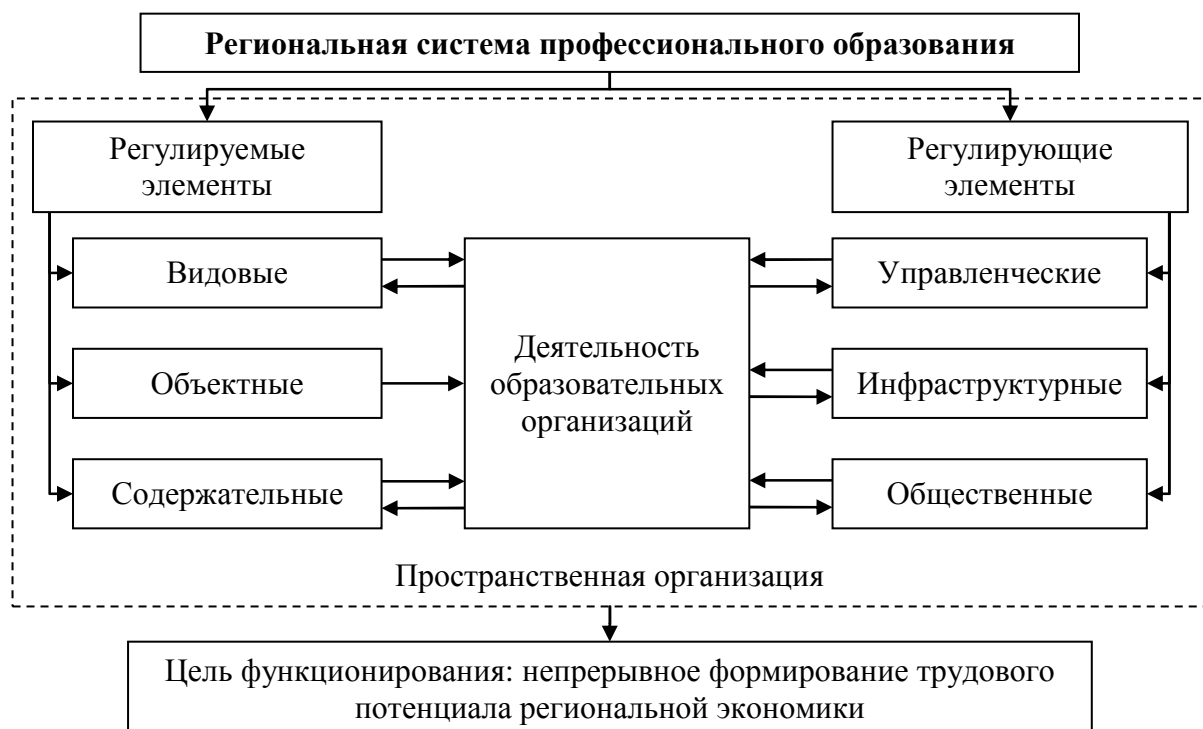 Региональная система профессионального образования
Регулируемые
элементы
Регулирующие
элементы
Видовые
Объектные
Содержательные
Деятельность
образовательных
организаций
Управленческие
Инфраструктурные
Общественные
Пространственная организация
Цель функционирования: непрерывное формирование трудового
потенциала региональной экономики